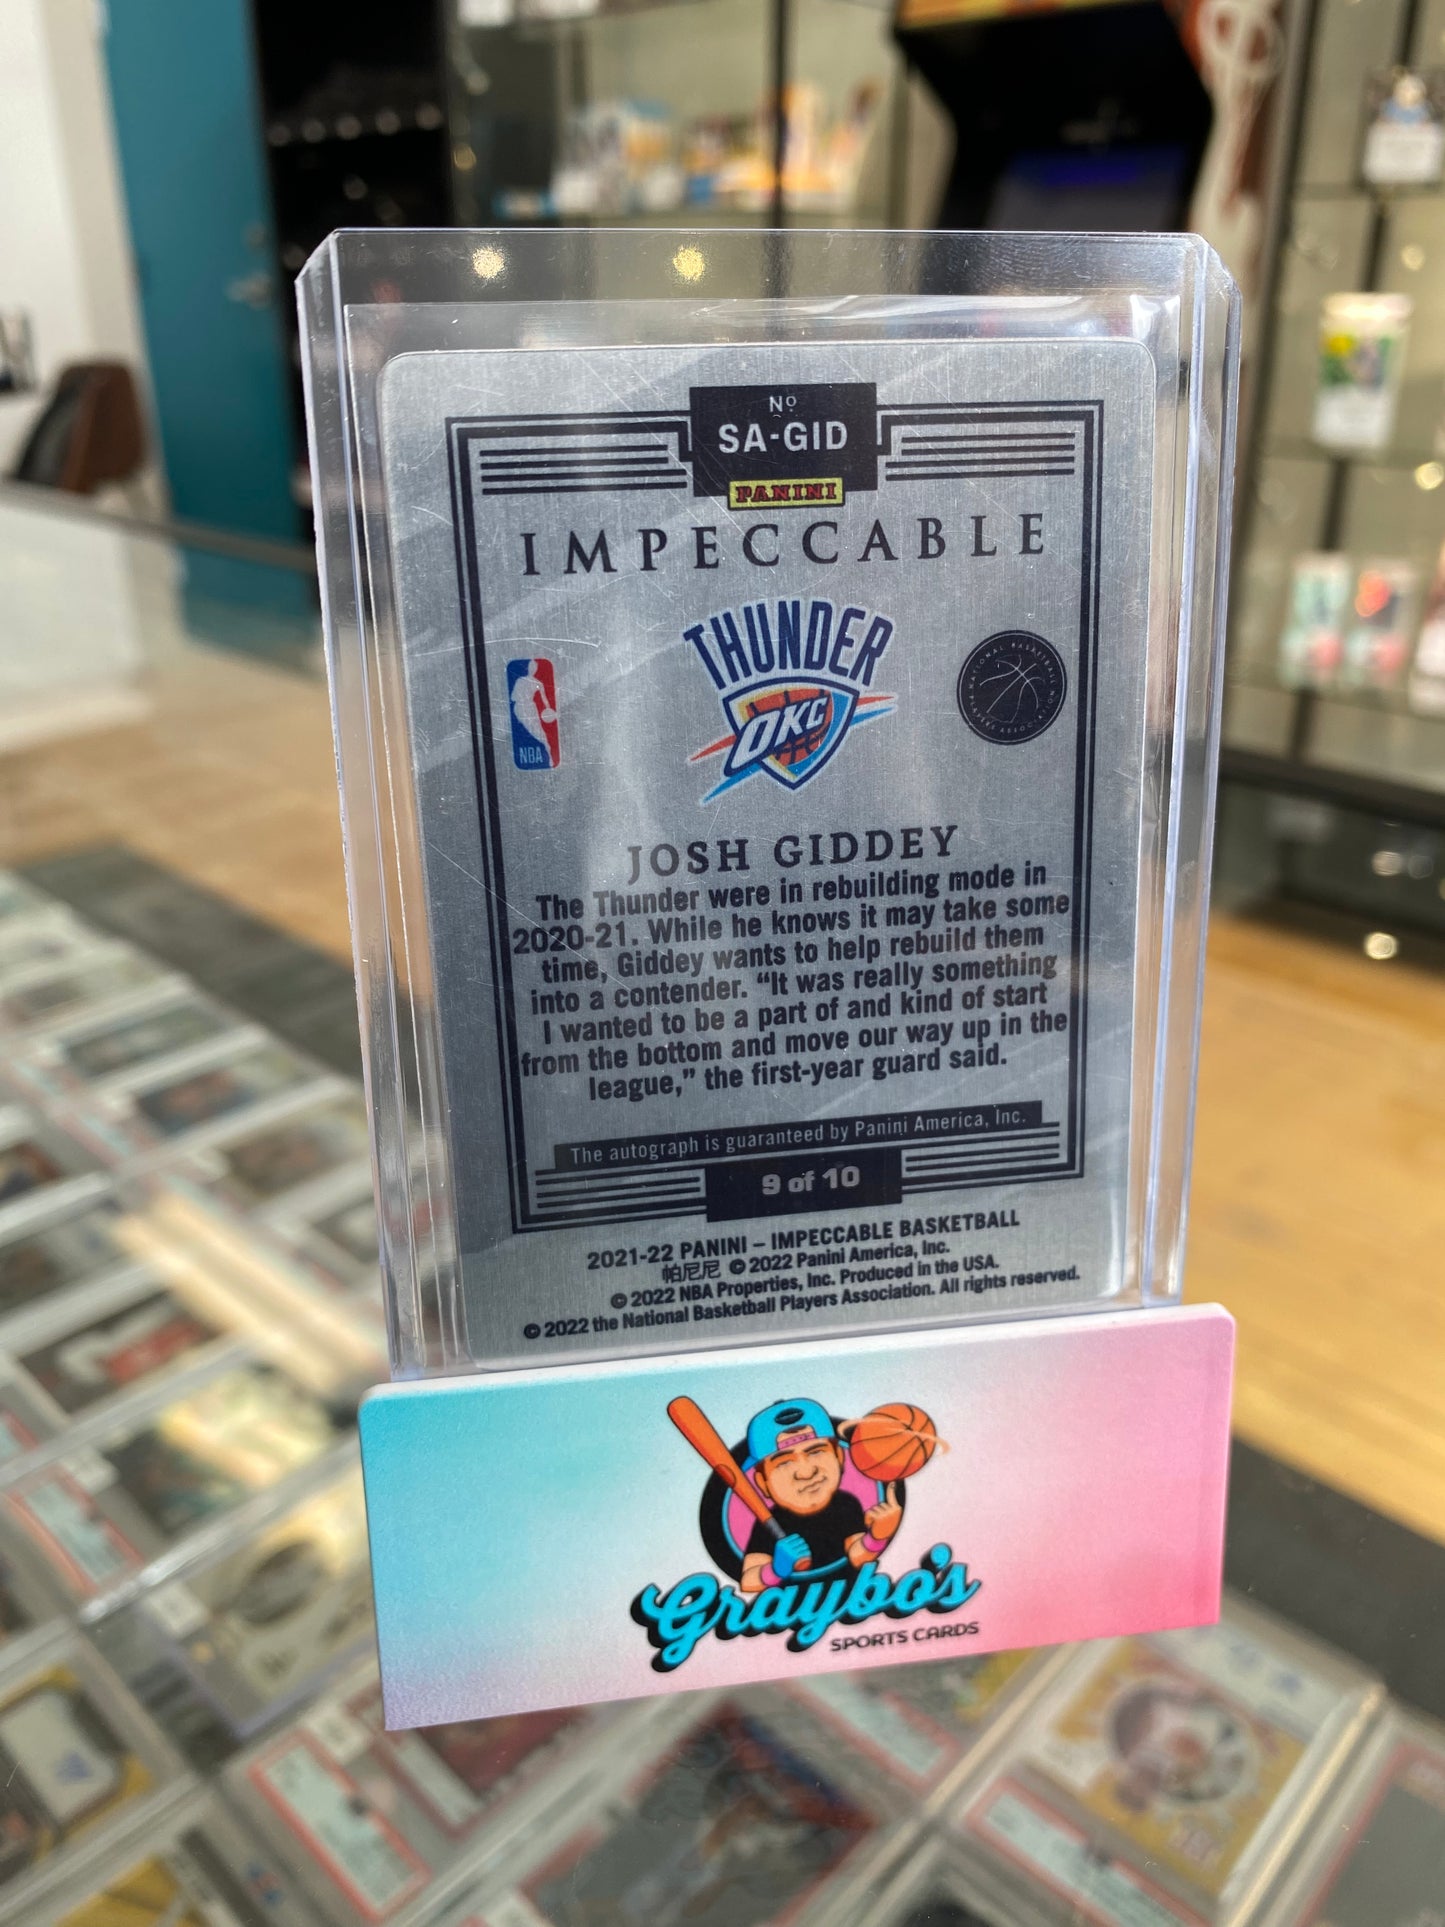 Nº
SA-GID
PANINI
IMPECCABLE
THUNDER
OKC
NBA
NATIONAL BASKETBALL PLAYERS ASSOCIATION
JOSH GIDDEY
The Thunder were in rebuilding mode in
2020-21. While he knows it may take some
time, Giddey wants to help rebuild them
into a contender. “It was really something
I wanted to be a part of and kind of start
from the bottom and move our way up in the
league,” the first-year guard said.
The autograph is guaranteed by Panini America, Inc.
9 of 10
2021-22 PANINI – IMPECCABLE BASKETBALL
帕尼尼 © 2022 Panini America, Inc.
© 2022 NBA Properties, Inc. Produced in the USA.
© 2022 the National Basketball Players Association. All rights reserved.
Graybo's
SPORTS CARDS